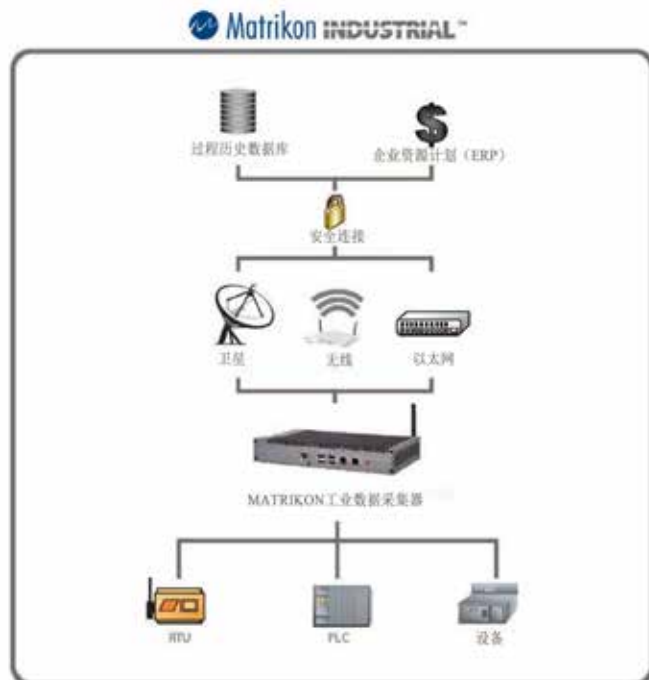 Matrikon INDUSTRIAL™
过程历史数据库
企业资源计划（ERP）
安全连接
卫星
无线
以太网
MATRIKON工业数据采集器
RTU
PLC
设备